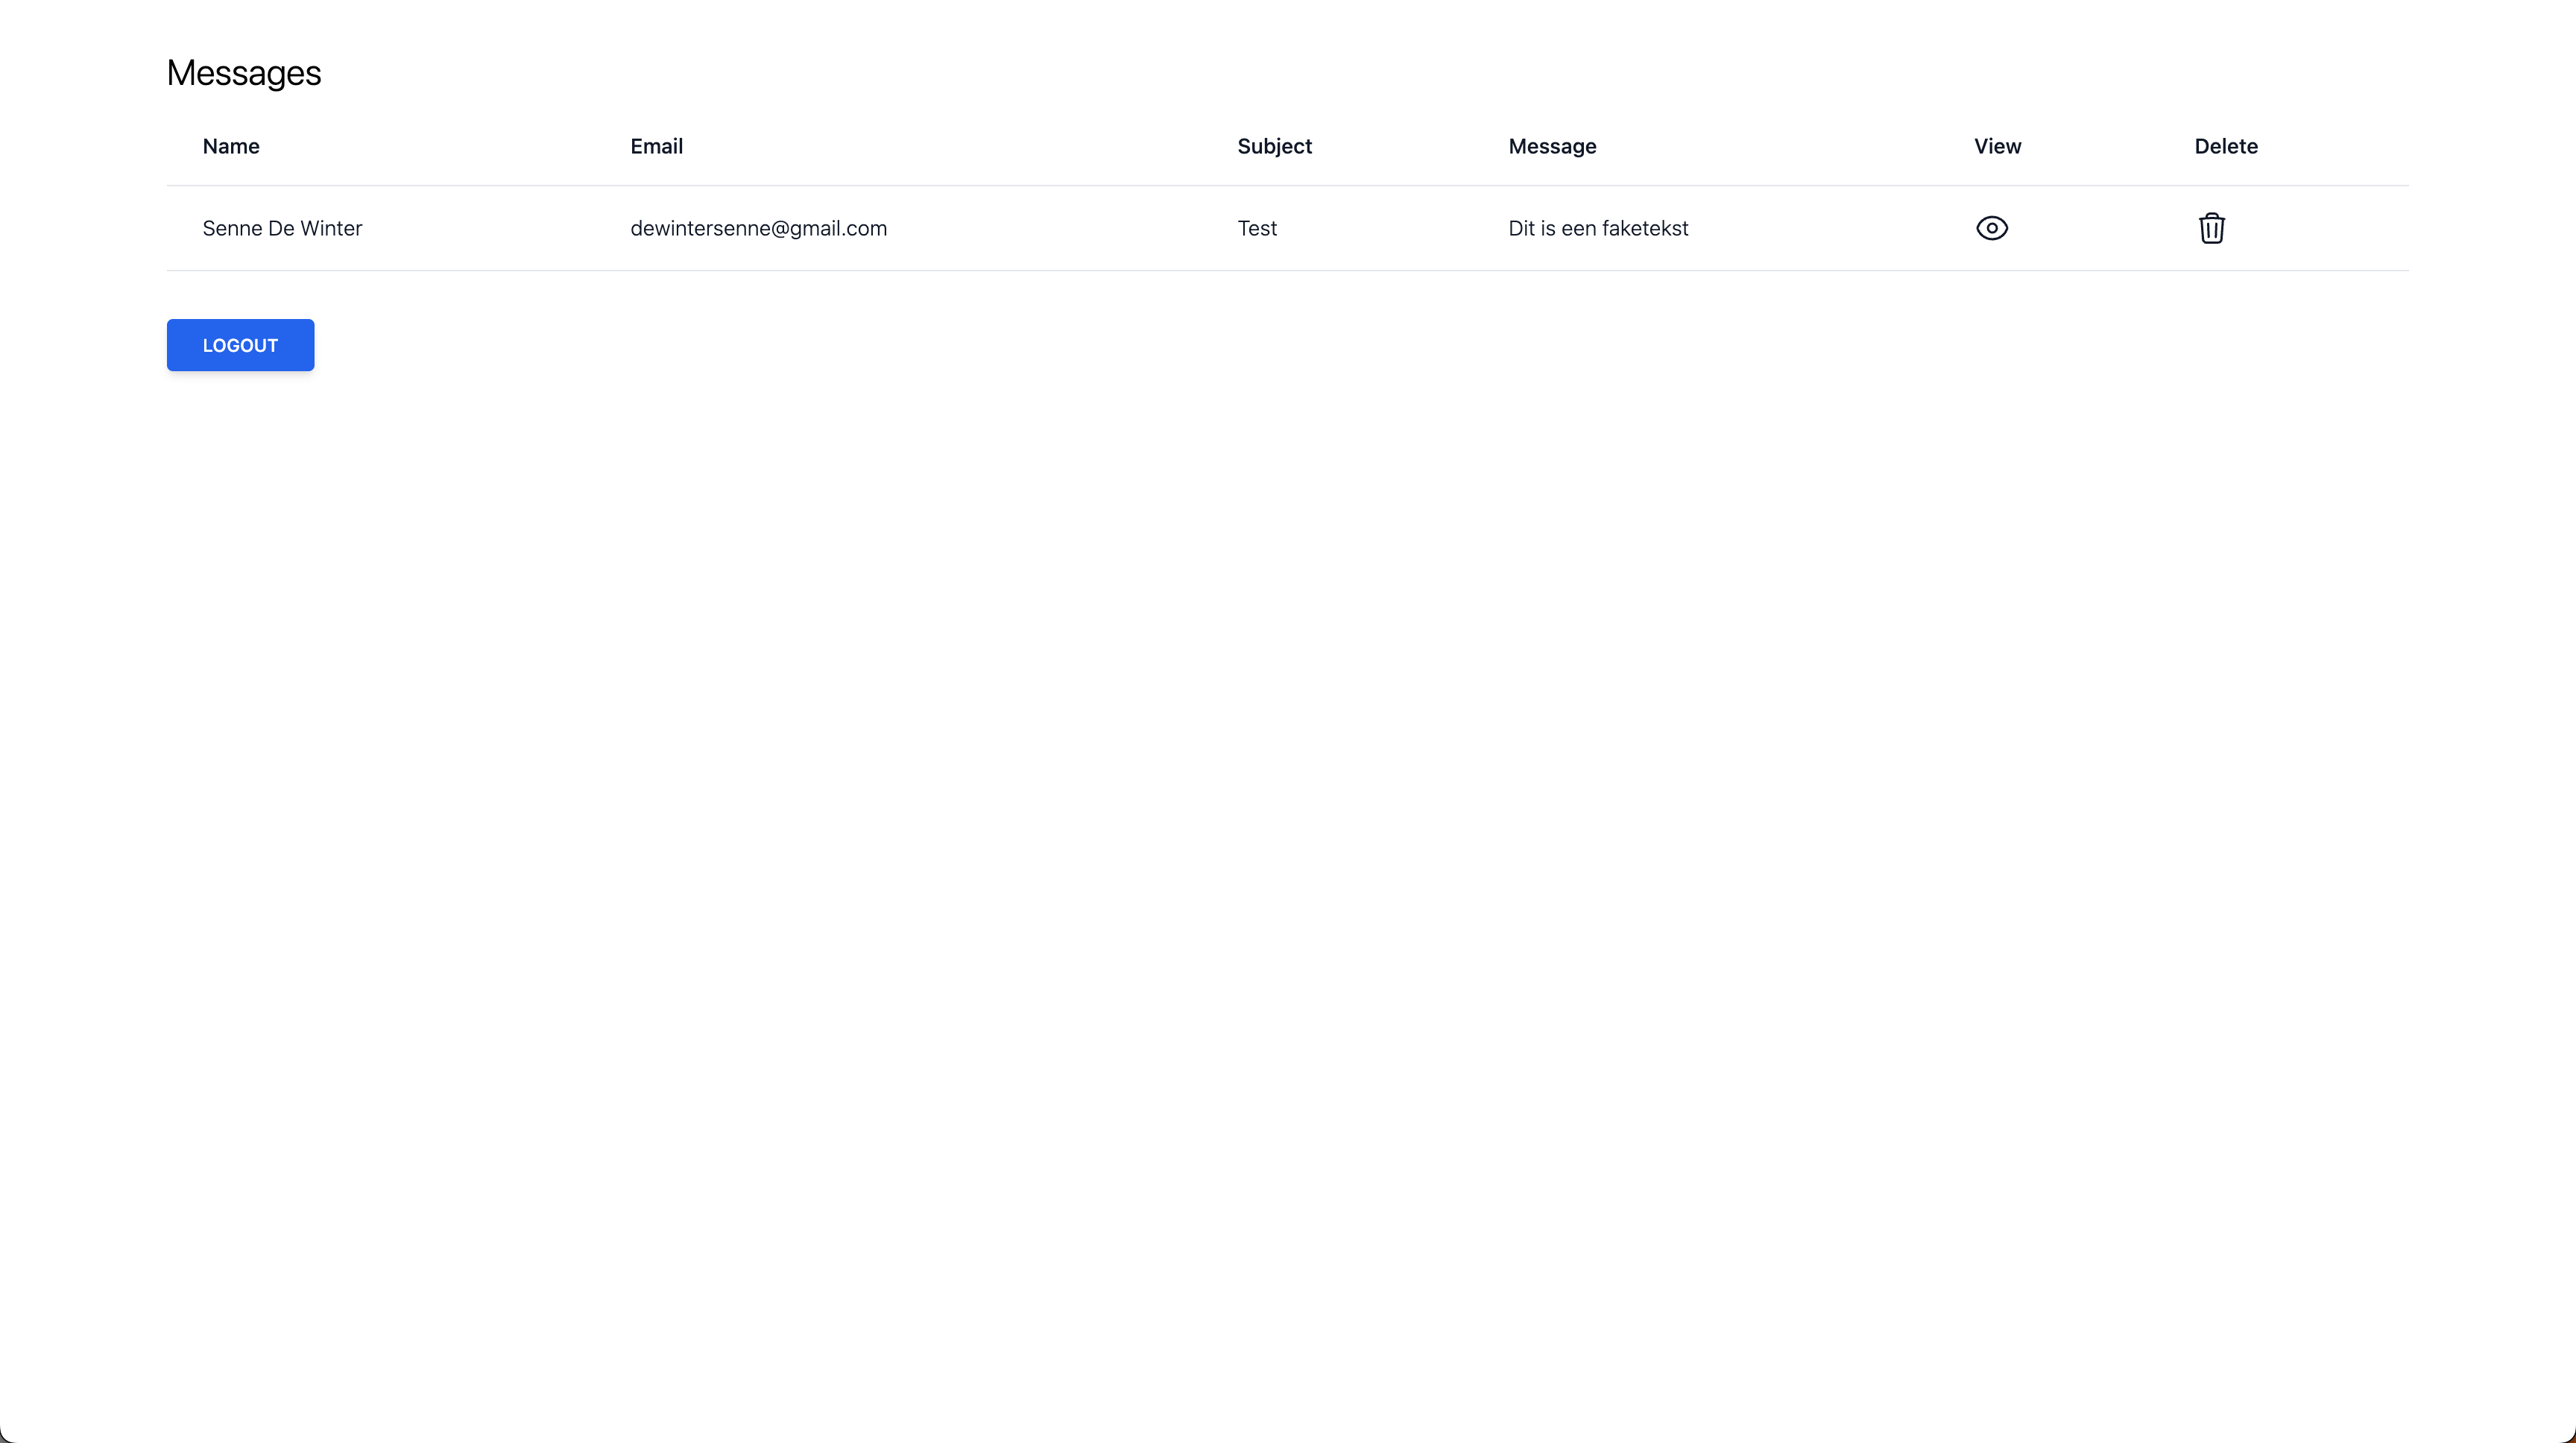 Messages
Name Email Subject Message View Delete
Senne De Winter dewintersenne@gmail.com Test Dit is een faketekst
LOGOUT